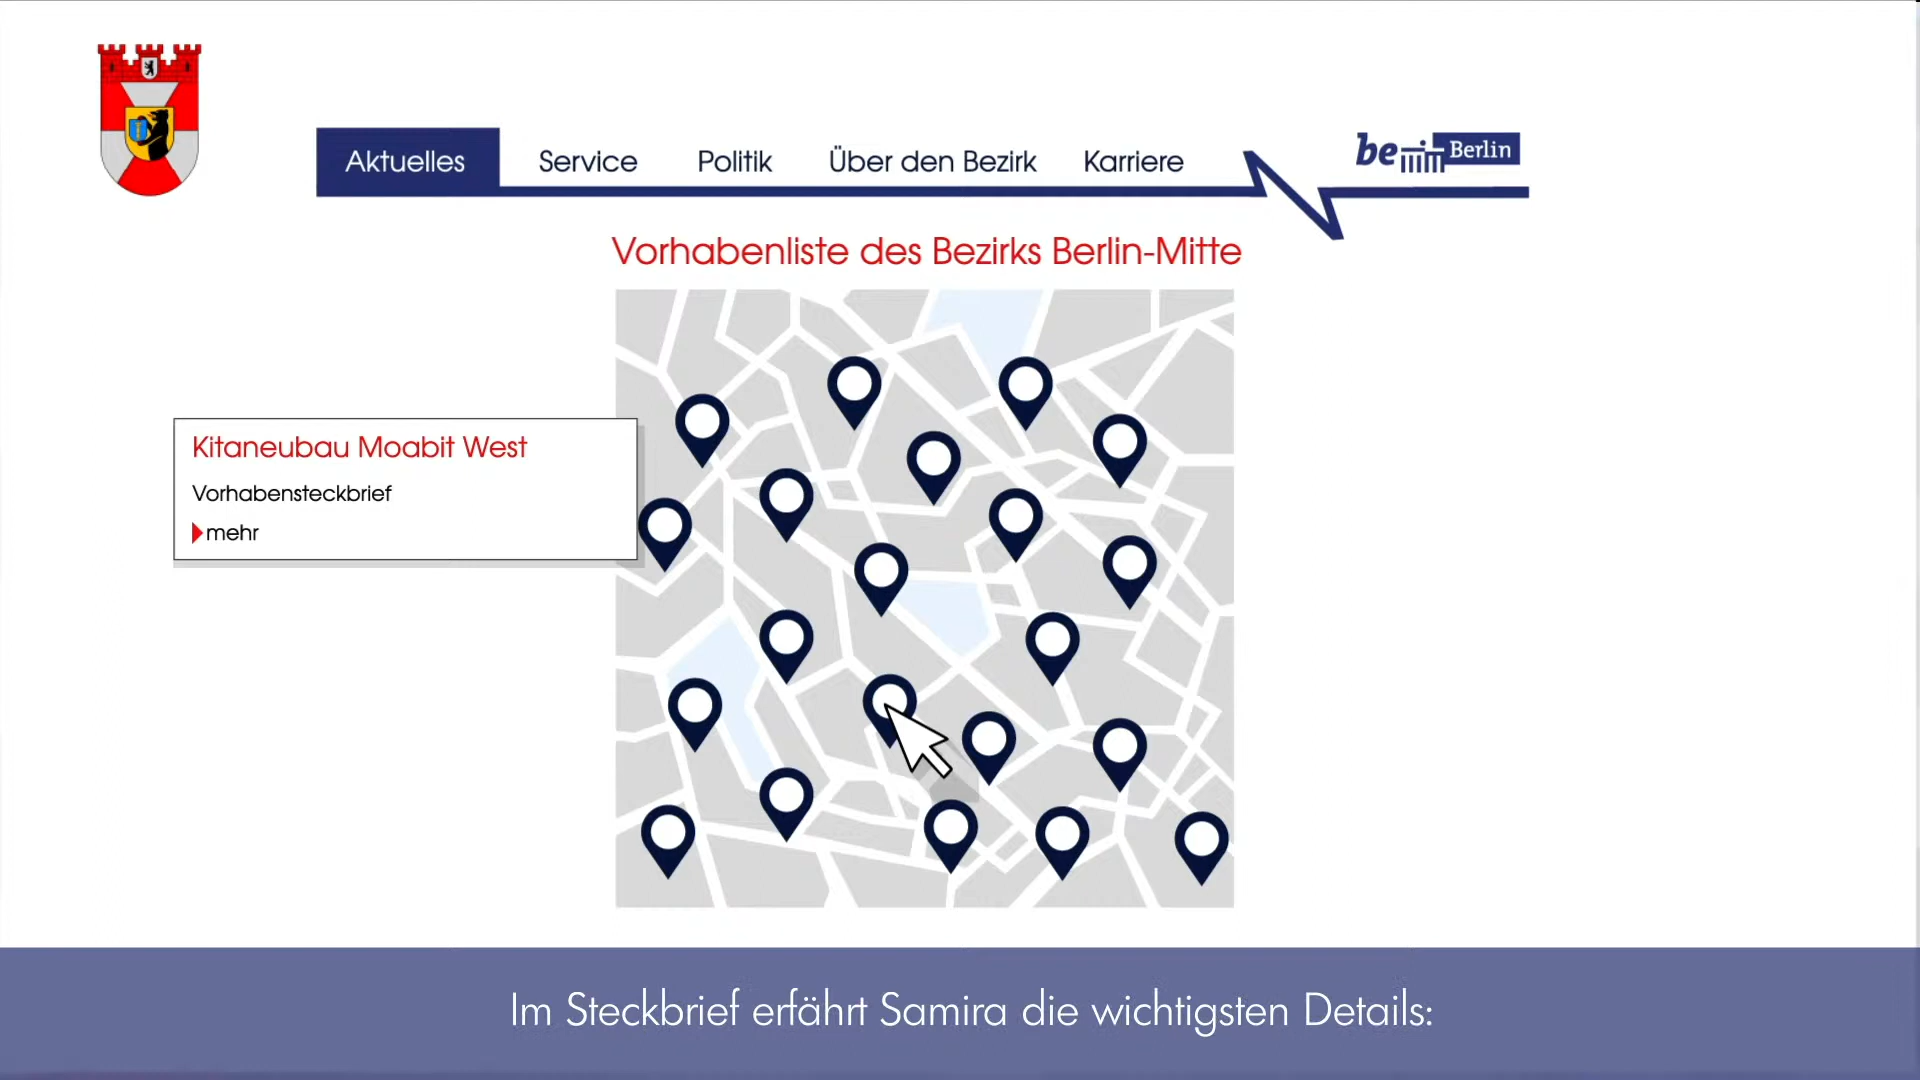 Aktuelles
Service
Politik
Über den Bezirk
Karriere
be Berlin
Vorhabenliste des Bezirks Berlin-Mitte
Kitaneubau Moabit West
Vorhabensteckbrief
mehr
Im Steckbrief erfährt Samira die wichtigsten Details: